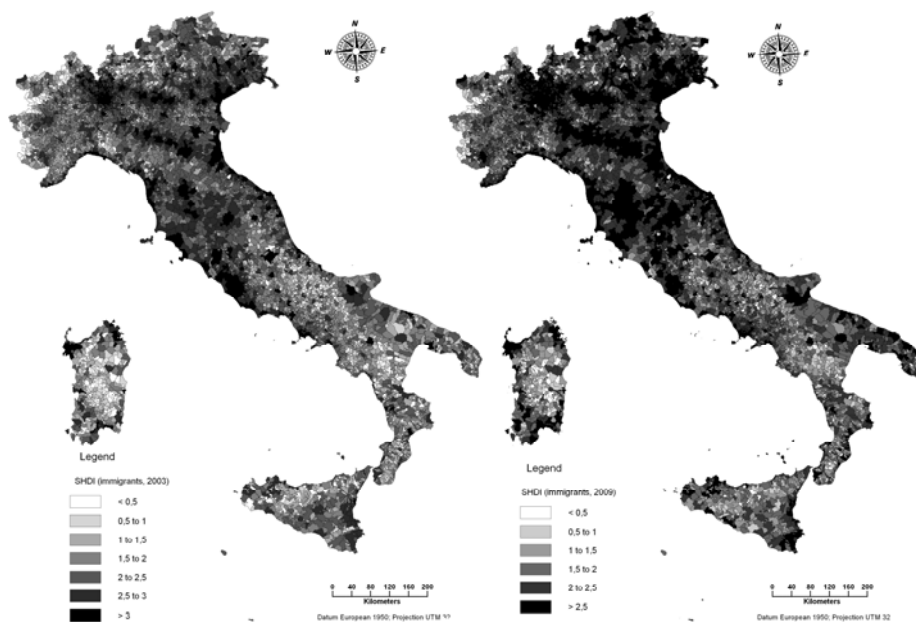 N
W E
S
Legend
SHDI (immigrants, 2003)
< 0,5
0,5 to 1
1 to 1,5
1,5 to 2
2 to 2,5
2,5 to 3
> 3
0 40 80 120 160 200
Kilometers
Datum European 1950; Projection UTM
N
W E
S
Legend
SHDI (immigrants, 2009)
< 0,5
0,5 to 1
1 to 1,5
1,5 to 2
2 to 2,5
> 2,5
0 40 80 120 160 200
Kilometers
Datum European 1950; Projection UTM 32